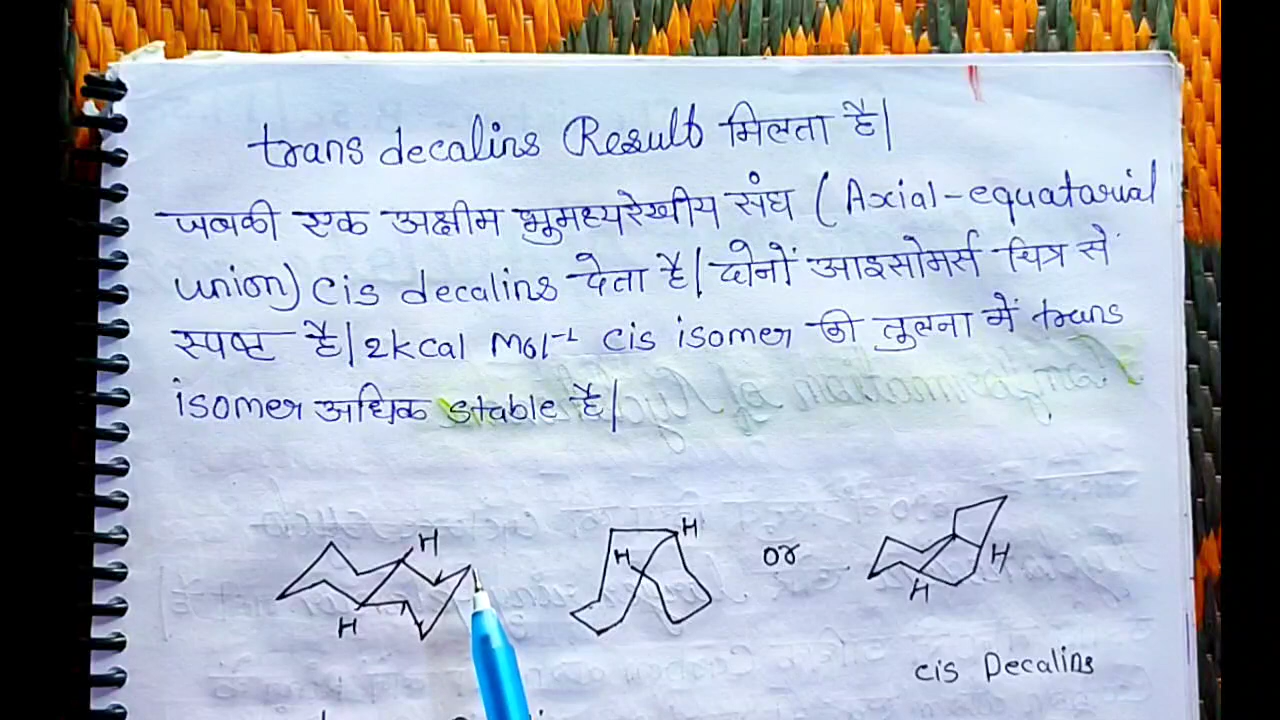 trans decalins Result मिलता है|
जबकी एक अक्षीम भुमध्यरेखीय संघ (Axial-equatarial
union) cis decalins देता है| दोनों आइसोमर्स चित्र से
स्पष्ट है| 2kcal mol-1 cis isomer की तुलना में trans
isomer अधिक stable है|
H H or H
H H
cis Decalins